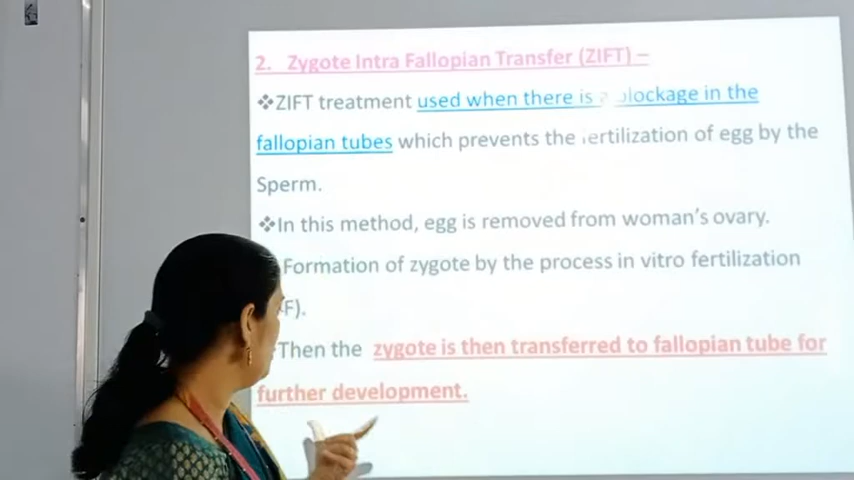 2. Zygote Intra Fallopian Transfer (ZIFT) –
❖ZIFT treatment used when there is a blockage in the
fallopian tubes which prevents the fertilization of egg by the
Sperm.
❖In this method, egg is removed from woman's ovary.
Formation of zygote by the process in vitro fertilization
F).
Then the zygote is then transferred to fallopian tube for
further development.